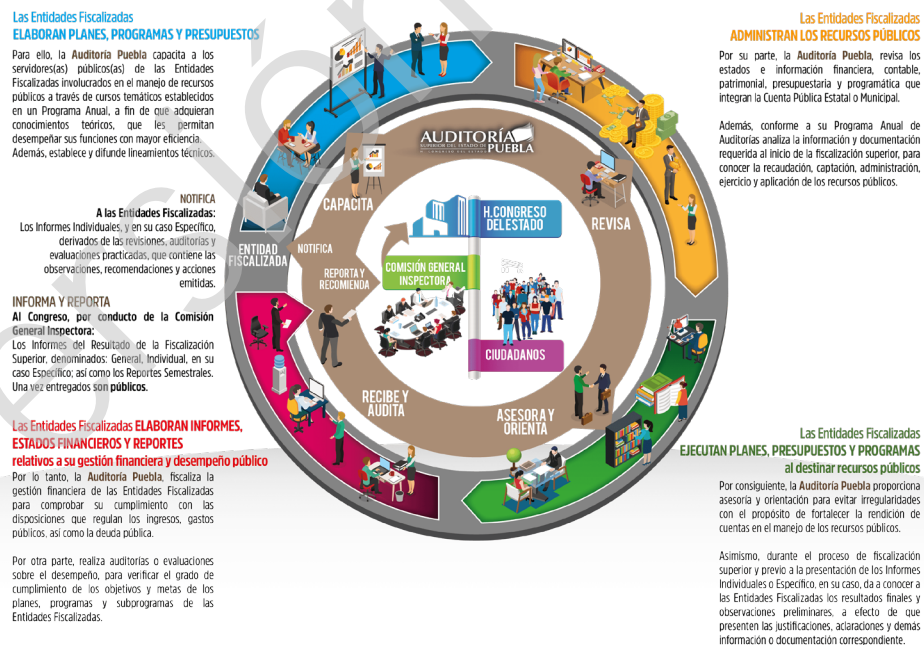 Las Entidades Fiscalizadas
ELABORAN PLANES, PROGRAMAS Y PRESUPUESTOS
Para ello, la Auditoría Puebla capacita a los
servidores(as) públicos(as) de las Entidades
Fiscalizadas involucrados en el manejo de recursos
públicos a través de cursos temáticos establecidos
en un Programa Anual, a fin de que adquieran
conocimientos teóricos, que les permitan
desempeñar sus funciones con mayor eficiencia.
Además, establece y difunde lineamientos técnicos.
NOTIFICA
A las Entidades Fiscalizadas:
Los Informes Individuales, y en su caso Específico,
derivados de las revisiones, auditorías y
evaluaciones practicadas, que contiene las
observaciones, recomendaciones y acciones
emitidas.
INFORMA Y REPORTA
Al Congreso, por conducto de la Comisión
General Inspectora:
Los Informes del Resultado de la Fiscalización
Superior, denominados: General, Individual, en su
caso Específico; así como los Reportes Semestrales.
Una vez entregados son públicos.
Las Entidades Fiscalizadas ELABORAN INFORMES,
ESTADOS FINANCIEROS Y REPORTES
relativos a su gestión financiera y desempeño público
Por lo tanto, la Auditoría Puebla, fiscaliza la
gestión financiera de las Entidades Fiscalizadas
para comprobar su cumplimiento con las
disposiciones que regulan los ingresos, gastos
públicos, así como la deuda pública.
Por otra parte, realiza auditorías o evaluaciones
sobre el desempeño, para verificar el grado de
cumplimiento de los objetivos y metas de los
planes, programas y subprogramas de las
Entidades Fiscalizadas.
AUDITORÍA
SUPERIOR DEL ESTADO DE PUEBLA
CAPACITA
REVISA
ENTIDAD
FISCALIZADA
NOTIFICA
REPORTA Y
RECOMIENDA
H. CONGRESO
DEL ESTADO
COMISIÓN GENERAL
INSPECTORA
CIUDADANOS
RECIBE Y
AUDITA
ASESORA Y
ORIENTA
Las Entidades Fiscalizadas
ADMINISTRAN LOS RECURSOS PÚBLICOS
Por su parte, la Auditoría Puebla, revisa los
estados e información financiera, contable,
patrimonial, presupuestaria y programática que
integran la Cuenta Pública Estatal o Municipal.
Además, conforme a su Programa Anual de
Auditorías analiza la información y documentación
requerida al inicio de la fiscalización superior, para
conocer la recaudación, captación, administración,
ejercicio y aplicación de los recursos públicos.
Las Entidades Fiscalizadas
EJECUTAN PLANES, PRESUPUESTOS Y PROGRAMAS
al destinar recursos públicos
Por consiguiente, la Auditoría Puebla proporciona
asesoría y orientación para evitar irregularidades
con el propósito de fortalecer la rendición de
cuentas en el manejo de los recursos públicos.
Asimismo, durante el proceso de fiscalización
superior y previo a la presentación de los Informes
Individuales o Específico, en su caso, da a conocer a
las Entidades Fiscalizadas los resultados finales y
observaciones preliminares, a efecto de que
presenten las justificaciones, aclaraciones y demás
información o documentación correspondiente.